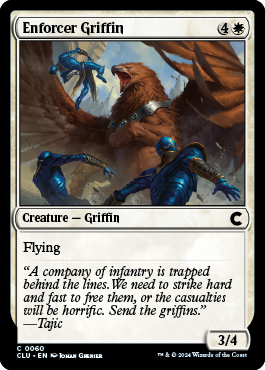 Enforcer Griffin 4
Creature — Griffin
Flying
“A company of infantry is trapped
behind the lines.We need to strike hard
and fast to free them, or the casualties
will be horrific. Send the griffins.”
—Tajic
3/4
C 0060
CLU • EN Johan Grenier
™ & © 2024 Wizards of the Coast